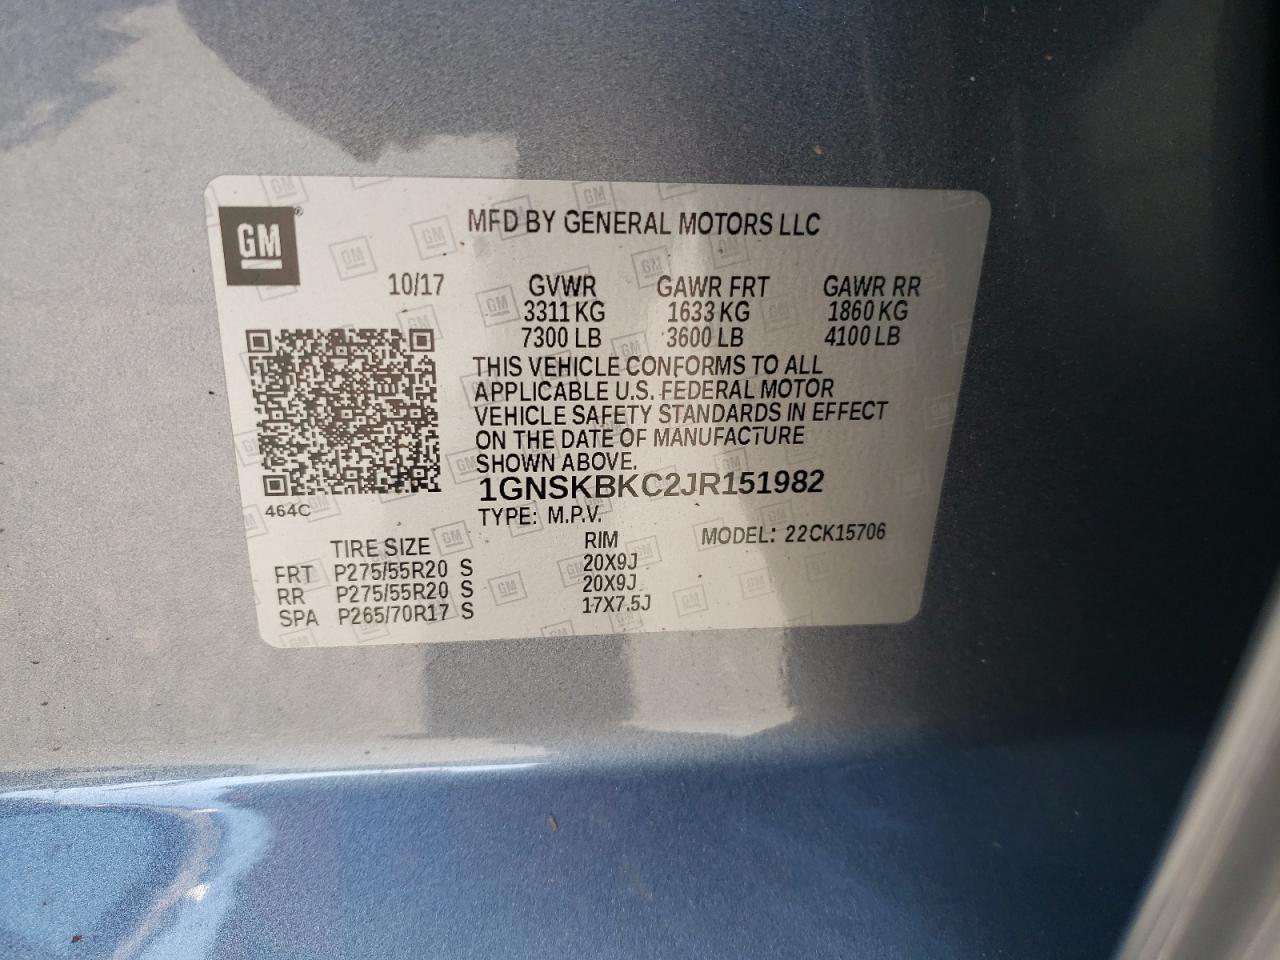 MFD BY GENERAL MOTORS LLC
GM
10/17 GVWR GAWR FRT GAWR RR
3311 KG 1633 KG 1860 KG
7300 LB 3600 LB 4100 LB
THIS VEHICLE CONFORMS TO ALL
APPLICABLE U.S. FEDERAL MOTOR
VEHICLE SAFETY STANDARDS IN EFFECT
ON THE DATE OF MANUFACTURE
SHOWN ABOVE.
1GNSKBKC2JR151982
464C
TYPE: M.P.V.
MODEL: 22CK15706
TIRE SIZE RIM
FRT P275/55R20 S 20X9J
RR P275/55R20 S 20X9J
SPA P265/70R17 S 17X7.5J